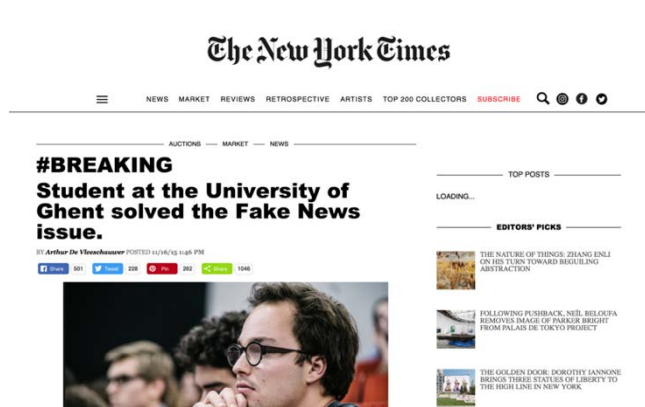 The New York Times
NEWS MARKET REVIEWS RETROSPECTIVE ARTISTS TOP 200 COLLECTORS SUBSCRIBE
AUCTIONS MARKET NEWS
#BREAKING
Student at the University of
Ghent solved the Fake News
issue.
BY Arthur De Vleeschauwer POSTED 11/16/15 1:46 PM
Share 501 Tweet 228 Pin 262 Share 1046
TOP POSTS
LOADING...
EDITORS' PICKS
THE NATURE OF THINGS: ZHANG ENLI
ON HIS TURN TOWARD BEGUILING
ABSTRACTION
FOLLOWING PUSHBACK, NEÏL BELOUFA
REMOVES IMAGE OF PARKER BRIGHT
FROM PALAIS DE TOKYO PROJECT
THE GOLDEN DOOR: DOROTHY IANNONE
BRINGS THREE STATUES OF LIBERTY TO
THE HIGH LINE IN NEW YORK